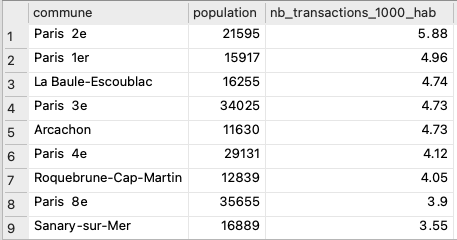 commune population nb_transactions_1000_hab
1 Paris 2e 21595 5.88
2 Paris 1er 15917 4.96
3 La Baule-Escoublac 16255 4.74
4 Paris 3e 34025 4.73
5 Arcachon 11630 4.73
6 Paris 4e 29131 4.12
7 Roquebrune-Cap-Martin 12839 4.05
8 Paris 8e 35655 3.9
9 Sanary-sur-Mer 16889 3.55